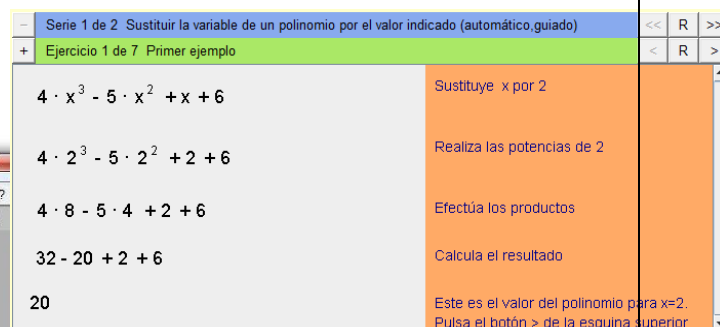 − Serie 1 de 2 Sustituir la variable de un polinomio por el valor indicado (automático,guiado) << R >>
+ Ejercicio 1 de 7 Primer ejemplo < R >
4 · x³ - 5 · x² + x + 6 Sustituye x por 2
4 · 2³ - 5 · 2² + 2 + 6 Realiza las potencias de 2
?
4 · 8 - 5 · 4 + 2 + 6 Efectúa los productos
32 - 20 + 2 + 6 Calcula el resultado
20 Este es el valor del polinomio para x=2.
Pulsa el botón > de la esquina superior